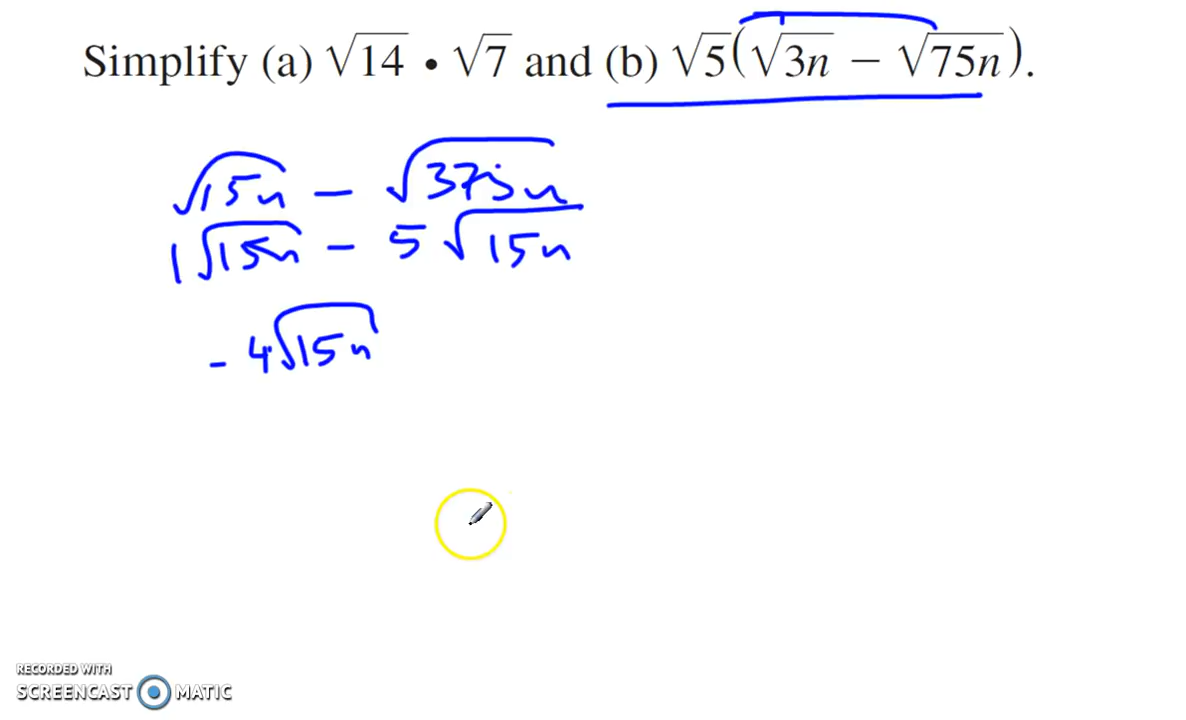 Simplify (a) √14 • √7 and (b) √5(√3n − √75n).
√15n − √375n
1√15n − 5√15n
-4√15n
RECORDED WITH
SCREENCAST MATIC